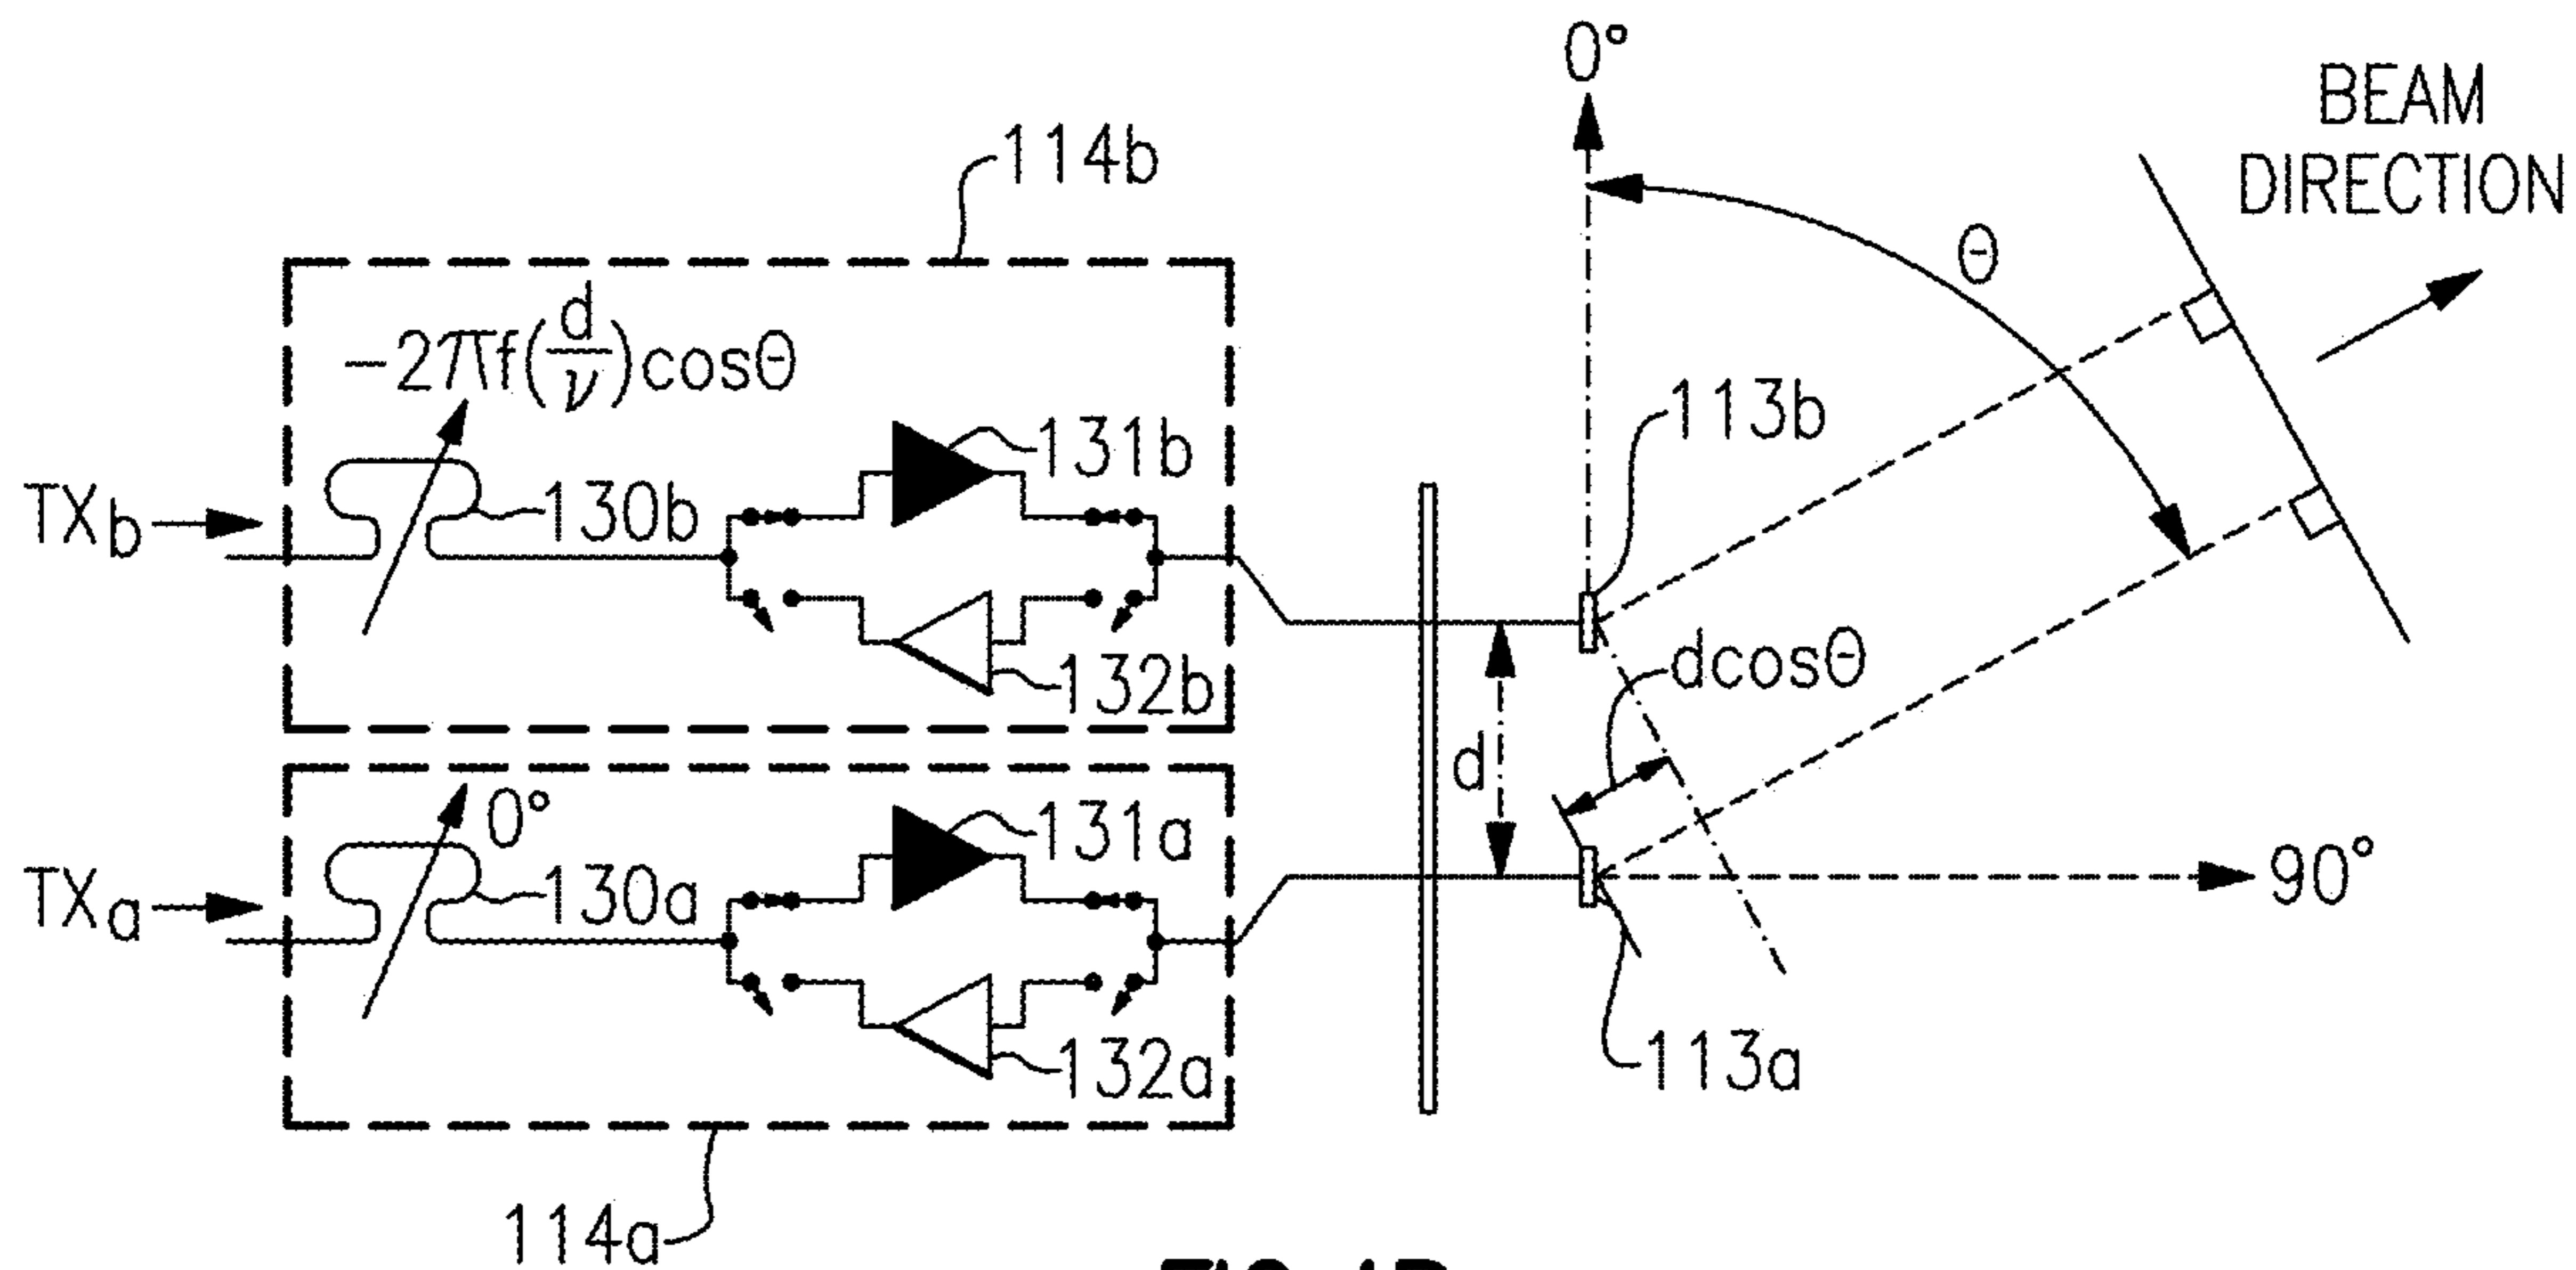 0°
BEAM
DIRECTION
114b
θ
-2πf(d/ν)cosθ
113b
131b
TXb
130b
dcosθ
132b
d
0°
131a
TXa
130a
90°
132a
113a
114a